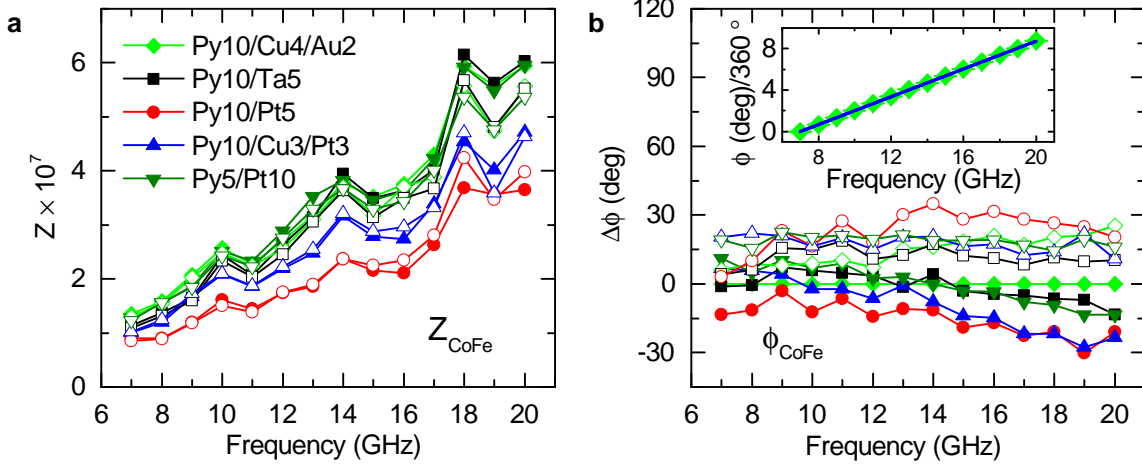 a
Z × 10⁷
6
4
2
0
Py10/Cu4/Au2
Py10/Ta5
Py10/Pt5
Py10/Cu3/Pt3
Py5/Pt10
Z_CoFe
6 8 10 12 14 16 18 20
Frequency (GHz)
b
Δϕ (deg)
120
90
60
30
0
-30
ϕ (deg)/360°
8
4
0
8 12 16 20
Frequency (GHz)
ϕ_CoFe
6 8 10 12 14 16 18 20
Frequency (GHz)